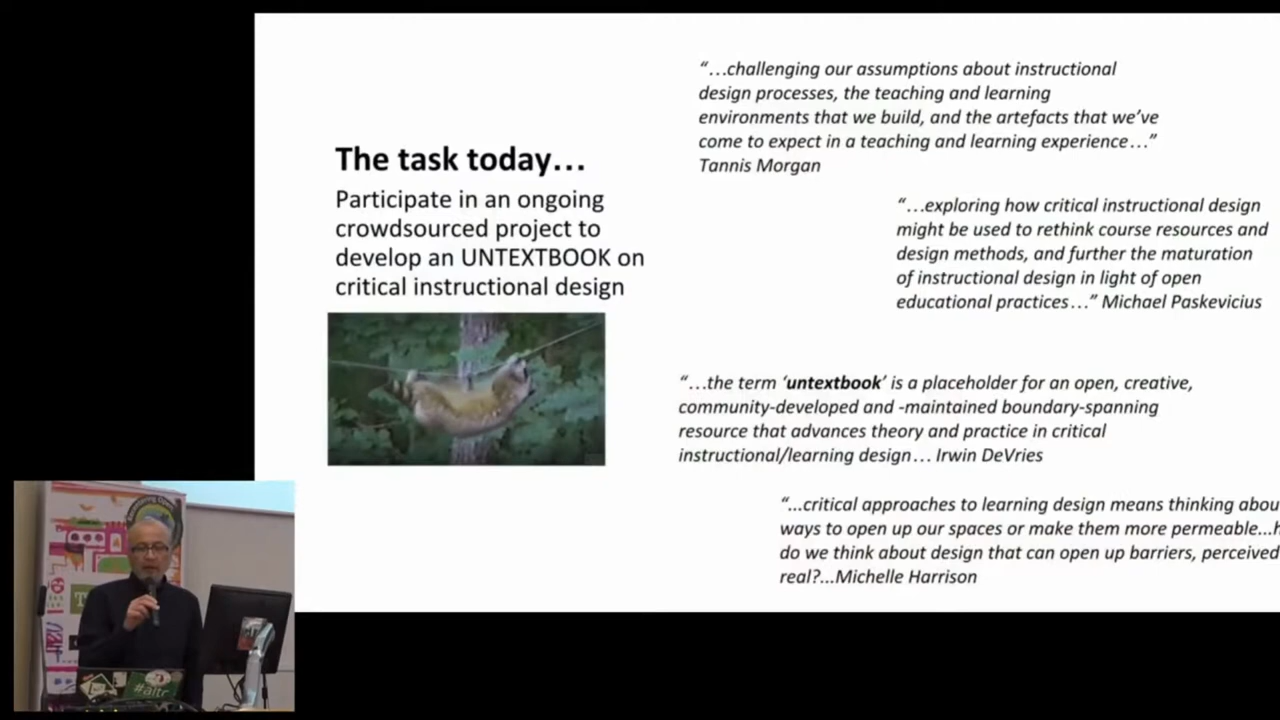 The task today…
Participate in an ongoing
crowdsourced project to
develop an UNTEXTBOOK on
critical instructional design
“…challenging our assumptions about instructional
design processes, the teaching and learning
environments that we build, and the artefacts that we’ve
come to expect in a teaching and learning experience…”
Tannis Morgan
“…exploring how critical instructional design
might be used to rethink course resources and
design methods, and further the maturation
of instructional design in light of open
educational practices…” Michael Paskevicius
“…the term ‘untextbook’ is a placeholder for an open, creative,
community-developed and -maintained boundary-spanning
resource that advances theory and practice in critical
instructional/learning design… Irwin DeVries
“…critical approaches to learning design means thinking abou
ways to open up our spaces or make them more permeable...h
do we think about design that can open up barriers, perceived
real?...Michelle Harrison
#altc